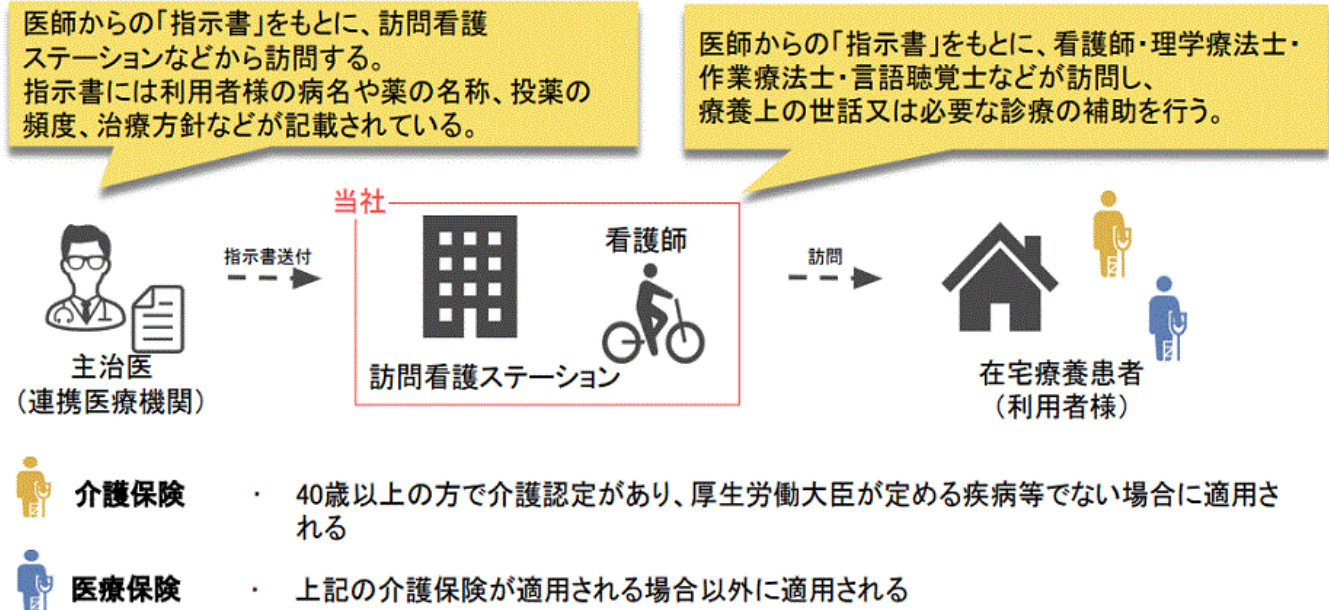 医師からの「指示書」をもとに、訪問看護
ステーションなどから訪問する。
指示書には利用者様の病名や薬の名称、投薬の
頻度、治療方針などが記載されている。
医師からの「指示書」をもとに、看護師・理学療法士・
作業療法士・言語聴覚士などが訪問し、
療養上の世話又は必要な診療の補助を行う。
当社
指示書送付
看護師
訪問
主治医
（連携医療機関）
訪問看護ステーション
在宅療養患者
（利用者様）
介護保険 ・ 40歳以上の方で介護認定があり、厚生労働大臣が定める疾病等でない場合に適用さ
れる
医療保険 ・ 上記の介護保険が適用される場合以外に適用される